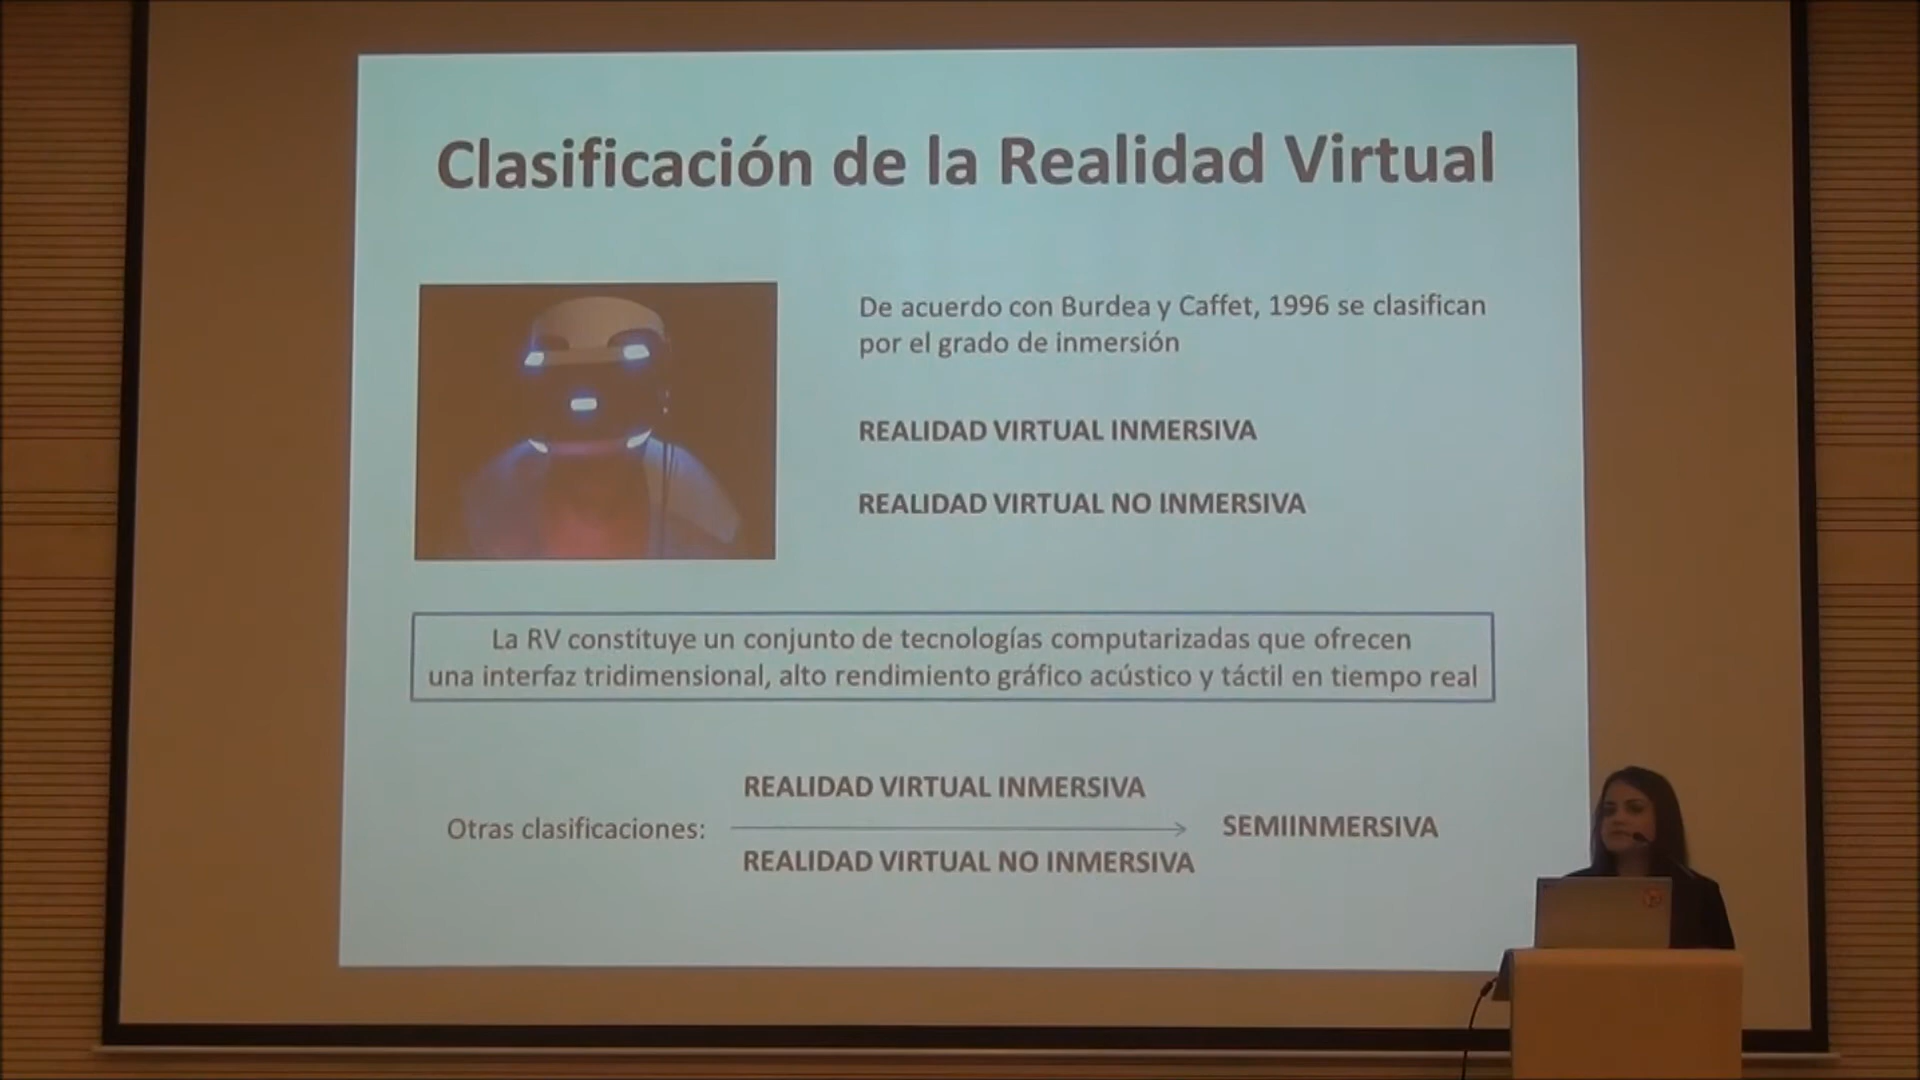 Clasificación de la Realidad Virtual
De acuerdo con Burdea y Caffet, 1996 se clasifican
por el grado de inmersión
REALIDAD VIRTUAL INMERSIVA
REALIDAD VIRTUAL NO INMERSIVA
La RV constituye un conjunto de tecnologías computarizadas que ofrecen
una interfaz tridimensional, alto rendimiento gráfico acústico y táctil en tiempo real
REALIDAD VIRTUAL INMERSIVA
Otras clasificaciones:
SEMIINMERSIVA
REALIDAD VIRTUAL NO INMERSIVA